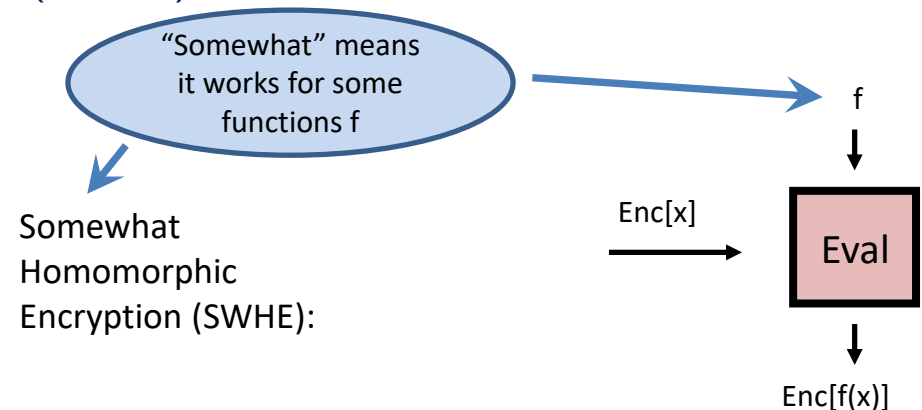 “Somewhat” means
it works for some
functions f
f
Enc[x]
Eval
Somewhat
Homomorphic
Encryption (SWHE):
Enc[f(x)]